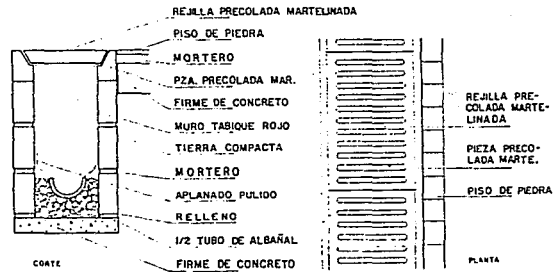 REJILLA PRECOLADA MARTELINADA
PISO DE PIEDRA
MORTERO
PZA. PRECOLADA MAR.
FIRME DE CONCRETO
MURO TABIQUE ROJO
TIERRA COMPACTA
MORTERO
APLANADO PULIDO
RELLENO
1/2 TUBO DE ALBAÑAL
FIRME DE CONCRETO
CORTE
REJILLA PRE-
COLADA MARTE-
LINADA
PIEZA PRECO-
LADA MARTE.
PISO DE PIEDRA
PLANTA